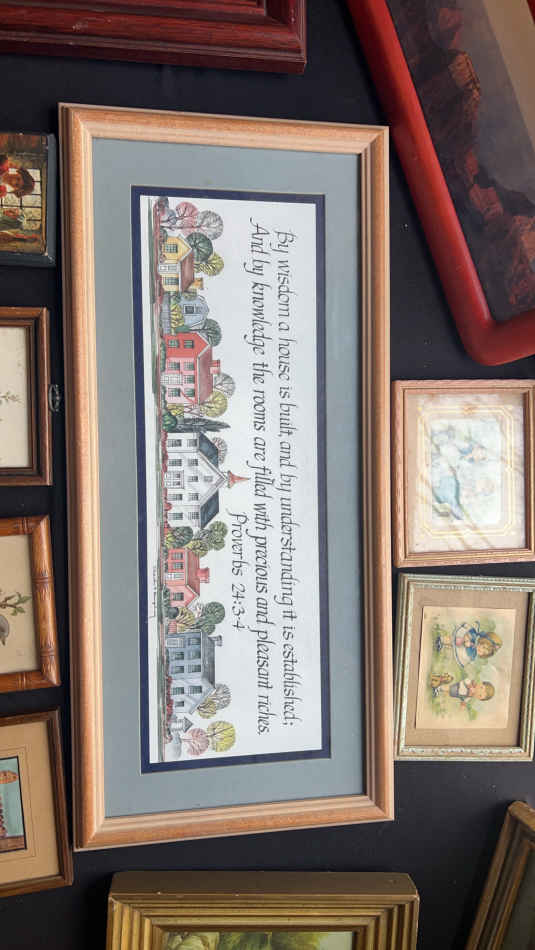 By wisdom a house is built, and by understanding it is established;
And by knowledge the rooms are filled with precious and pleasant riches.
Proverbs 24:3-4